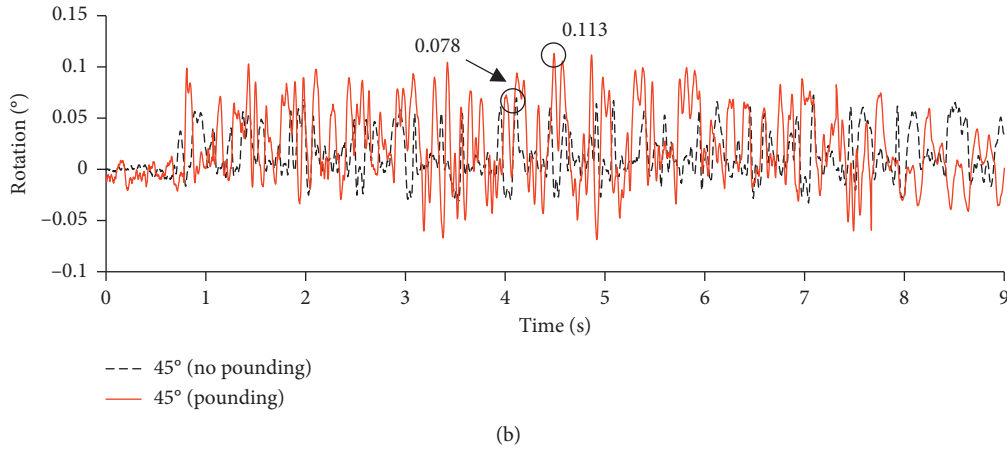 0.15
0.1
0.05
0
−0.05
−0.1
Rotation (°)
0.078
0.113
0 1 2 3 4 5 6 7 8 9
Time (s)
45° (no pounding)
45° (pounding)
(b)